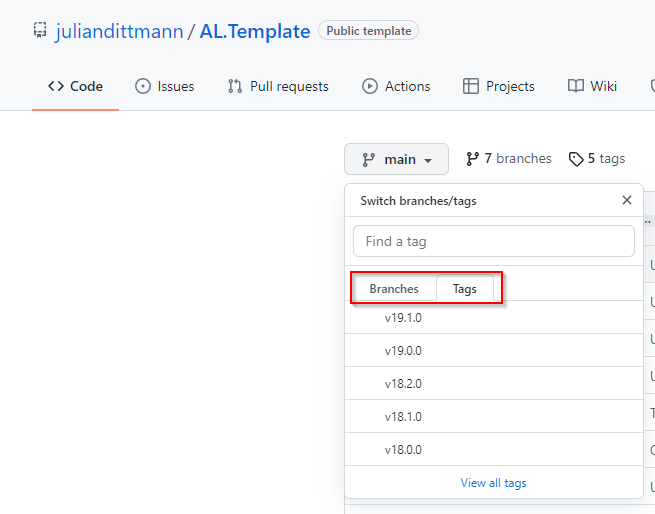 juliandittmann / AL.Template Public template
Code Issues Pull requests Actions Projects Wiki
main 7 branches 5 tags
Switch branches/tags
Find a tag
Branches Tags
v19.1.0
v19.0.0
v18.2.0
v18.1.0
v18.0.0
View all tags